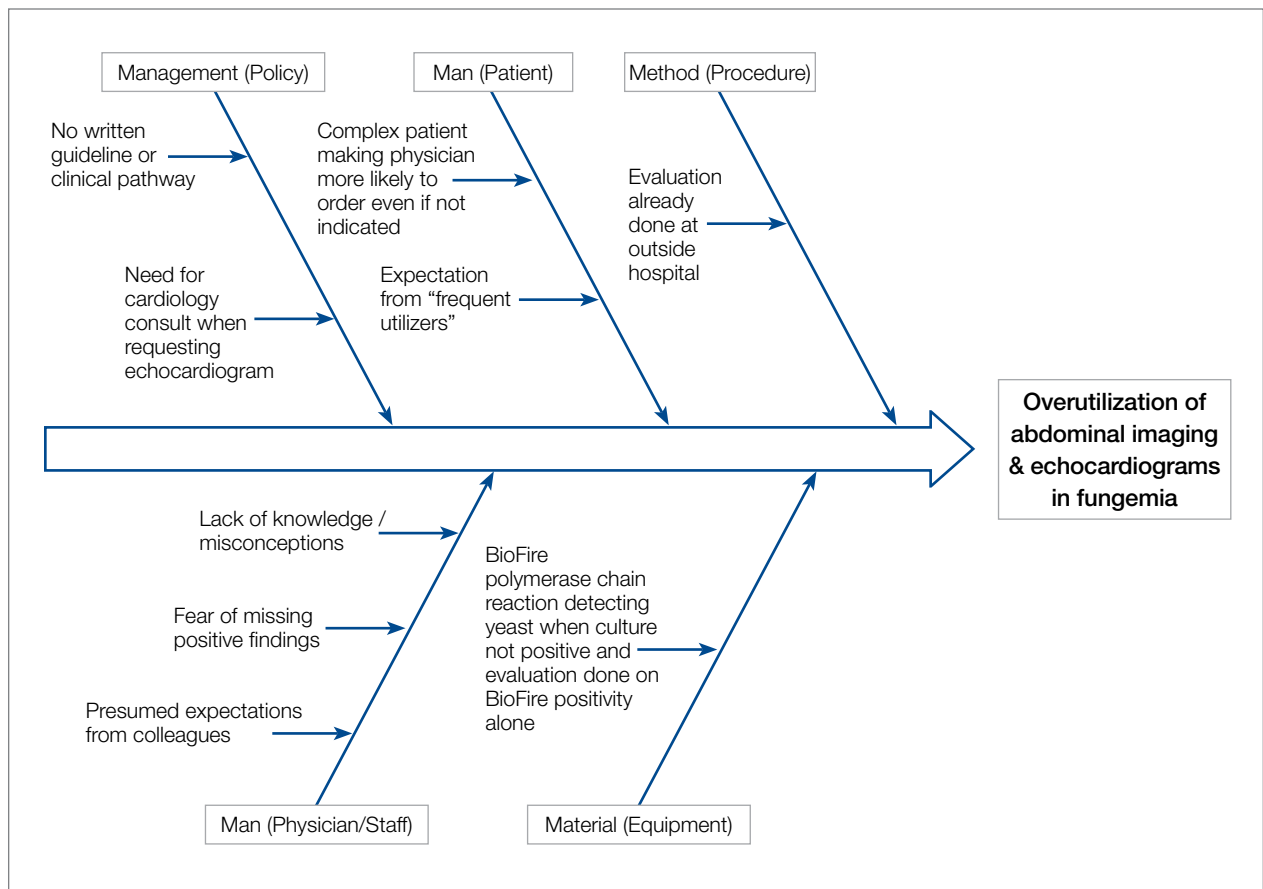 Management (Policy)
Man (Patient)
Method (Procedure)
No written
guideline or
clinical pathway
Need for
cardiology
consult when
requesting
echocardiogram
Complex patient
making physician
more likely to
order even if not
indicated
Expectation
from “frequent
utilizers”
Evaluation
already
done at
outside
hospital
Overutilization of
abdominal imaging
& echocardiograms
in fungemia
Lack of knowledge /
misconceptions
Fear of missing
positive findings
Presumed expectations
from colleagues
BioFire
polymerase chain
reaction detecting
yeast when culture
not positive and
evaluation done on
BioFire positivity
alone
Man (Physician/Staff)
Material (Equipment)